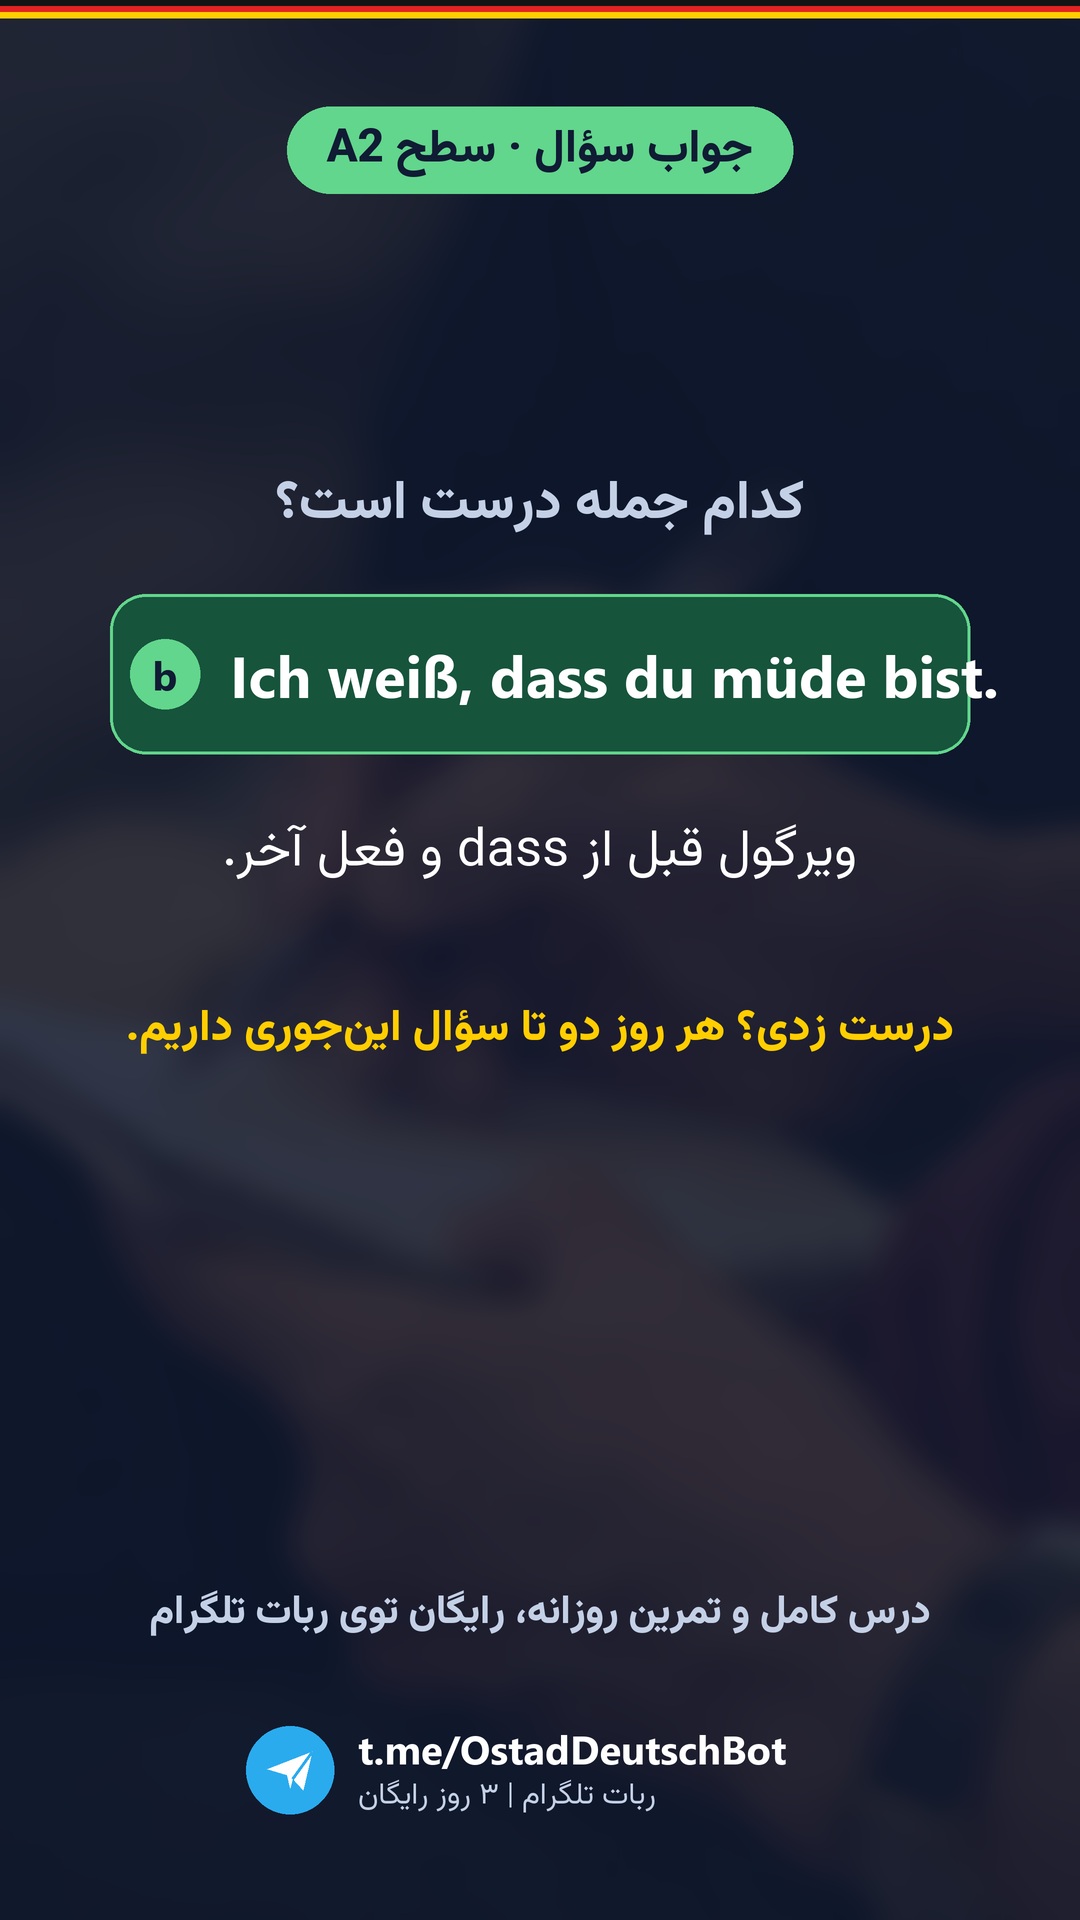 جواب سؤال · سطح A2
کدام جمله درست است؟
b Ich weiß, dass du müde bist.
ویرگول قبل از dass و فعل آخر.
درست زدی؟ هر روز دو تا سؤال این‌جوری داریم.
درس کامل و تمرین روزانه، رایگان توی ربات تلگرام
t.me/OstadDeutschBot
ربات تلگرام | ۳ روز رایگان